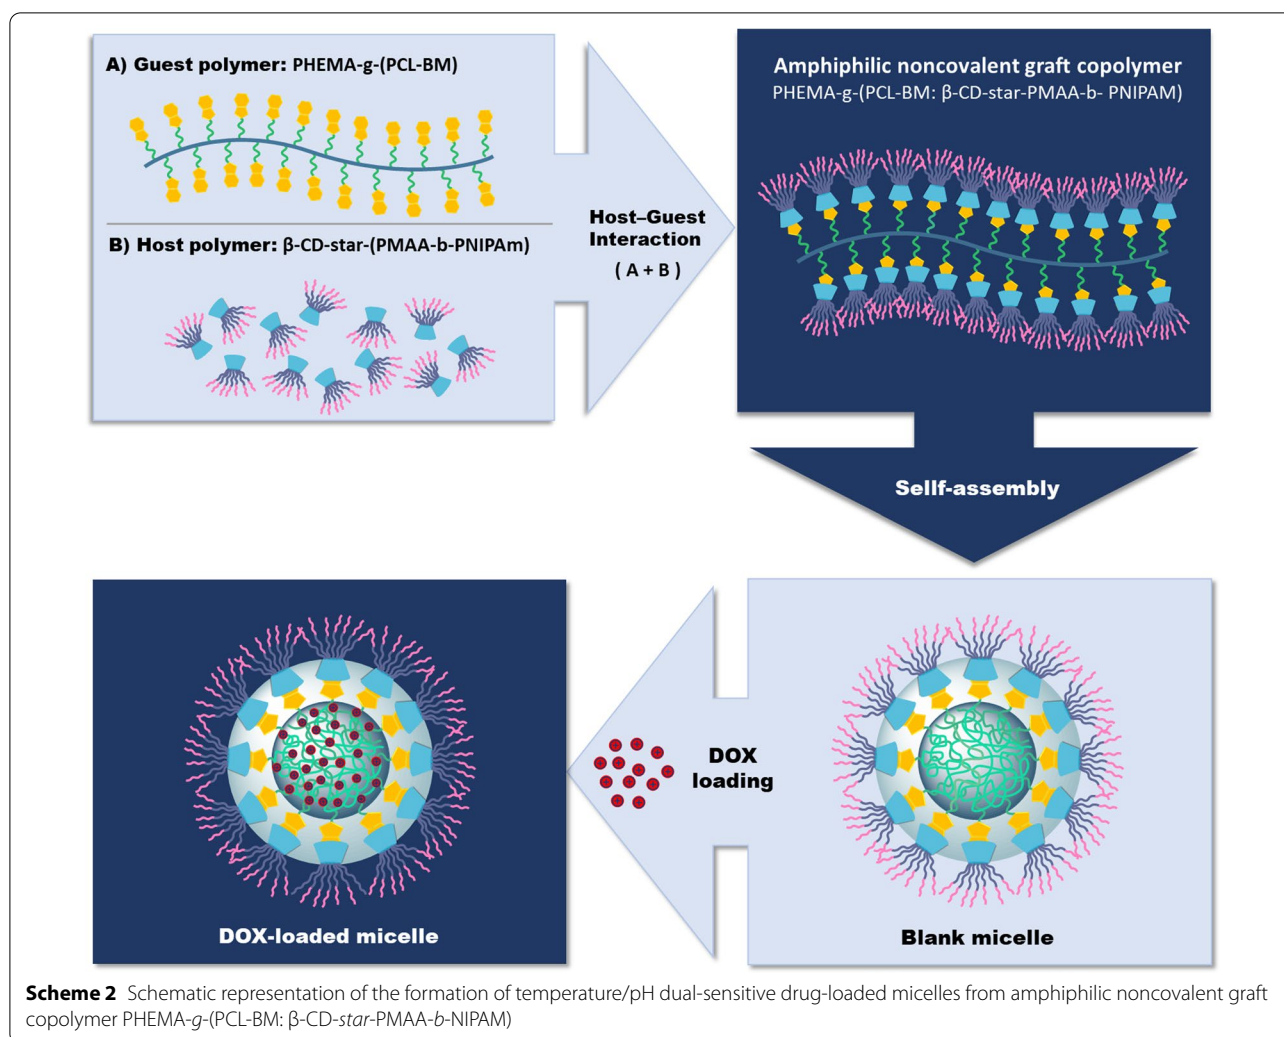 A) Guest polymer: PHEMA-g-(PCL-BM)
B) Host polymer: β-CD-star-(PMAA-b-PNIPAm)
Host–Guest
Interaction
( A + B )
Amphiphilic noncovalent graft copolymer
PHEMA-g-(PCL-BM: β-CD-star-PMAA-b- PNIPAM)
Sellf-assembly
DOX
loading
DOX-loaded micelle
Blank micelle
Scheme 2 Schematic representation of the formation of temperature/pH dual-sensitive drug-loaded micelles from amphiphilic noncovalent graft
copolymer PHEMA-g-(PCL-BM: β-CD-star-PMAA-b-NIPAM)